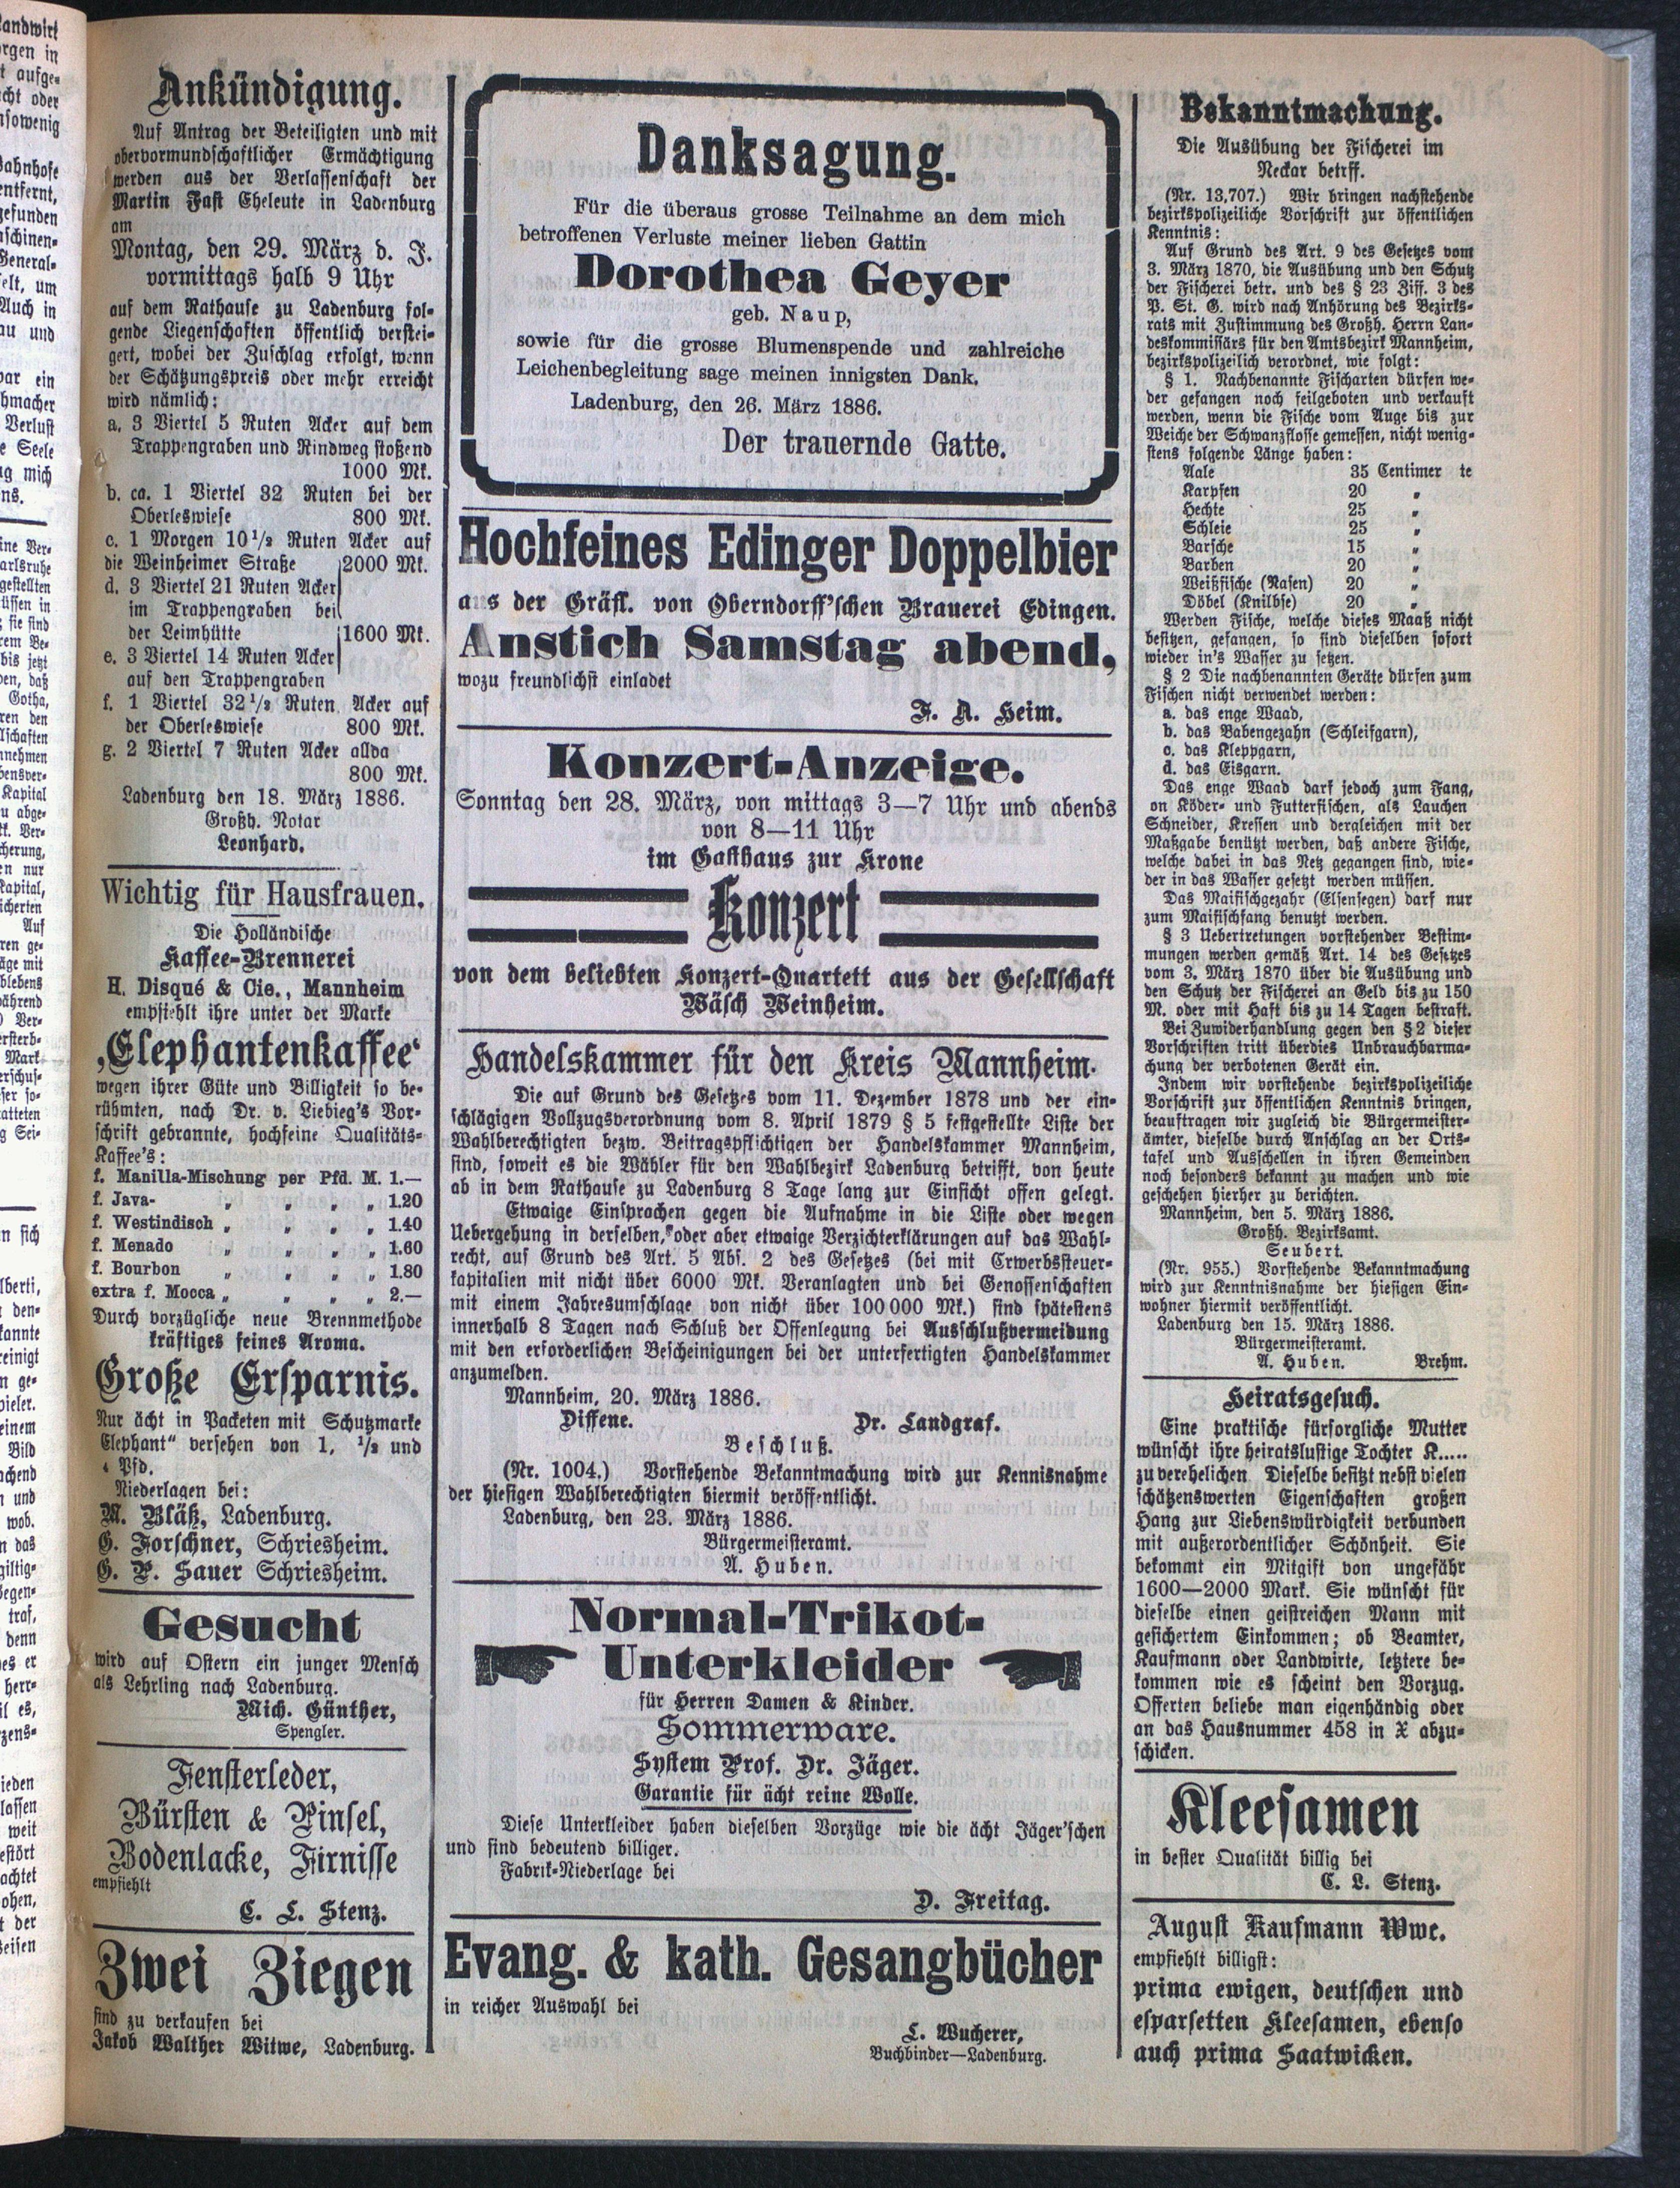 Ankündigung.
Auf Antrag der Beteiligten und mit
obervormundschaftlicher Ermächtigung
werden aus der Verlassenschaft der
Martin Fast Eheleute in Ladenburg
am
Montag, den 29. März d. J.
vormittags halb 9 Uhr
auf dem Rathause zu Ladenburg fol-
gende Liegenschaften öffentlich verstei-
gert, wobei der Zuschlag erfolgt, wenn
der Schätzungspreis oder mehr erreicht
wird nämlich:
a. 3 Viertel 5 Ruten Acker auf dem
Trappengraben und Rindweg stoßend
1000 Mk.
b. ca. 1 Viertel 32 Ruten bei der
Oberleswiese 800 Mk.
c. 1 Morgen 10 1/2 Ruten Acker auf
die Weinheimer Straße 2000 Mk.
d. 3 Viertel 21 Ruten Acker
im Trappengraben bei
der Leimhütte 1600 Mk.
e. 3 Viertel 14 Ruten Acker
auf den Trappengraben
f. 1 Viertel 32 1/2 Ruten Acker auf
der Oberleswiese 800 Mk.
g. 2 Viertel 7 Ruten Acker allda
800 Mk.
Ladenburg den 18. März 1886.
Großh. Notar
Leonhard.
Wichtig für Hausfrauen.
Die Holländische
Kaffee-Brennerei
H. Disqué & Cie., Mannheim
empfiehlt ihre unter der Marke
‚Elephantenkaffee‘
wegen ihrer Güte und Billigkeit so be-
rühmten, nach Dr. v. Liebieg's Vor-
schrift gebrannte, hochfeine Qualitäts-
Kaffee's:
f. Manilla-Mischung per Pfd. M. 1.—
f. Java- „ „ „ „ 1.20
f. Westindisch „ „ „ „ 1.40
f. Menado „ „ „ „ 1.60
f. Bourbon „ „ „ „ 1.80
extra f. Mocca „ „ „ „ 2.—
Durch vorzügliche neue Brennmethode
kräftiges feines Aroma.
Große Ersparnis.
Nur ächt in Packeten mit Schutzmarke
Elephant“ versehen von 1, 1/2 und
Pfd.
Niederlagen bei:
M. Bläß, Ladenburg.
G. Forschner, Schriesheim.
G. P. Sauer Schriesheim.
Gesucht
wird auf Ostern ein junger Mensch
als Lehrling nach Ladenburg.
Mich. Günther,
Spengler.
Fensterleder,
Bürsten & Pinsel,
Bodenlacke, Firnisse
empfiehlt
C. L. Stenz.
Zwei Ziegen
sind zu verkaufen bei
Jakob Walther Witwe, Ladenburg.
Danksagung.
Für die überaus grosse Teilnahme an dem mich
betroffenen Verluste meiner lieben Gattin
Dorothea Geyer
geb. Naup,
sowie für die grosse Blumenspende und zahlreiche
Leichenbegleitung sage meinen innigsten Dank.
Ladenburg, den 26. März 1886.
Der trauernde Gatte.
Hochfeines Edinger Doppelbier
aus der Gräfl. von Oberndorff'schen Brauerei Edingen.
Anstich Samstag abend,
wozu freundlichst einladet
F. A. Heim.
Konzert-Anzeige.
Sonntag den 28. März, von mittags 3—7 Uhr und abends
von 8—11 Uhr
im Gasthaus zur Krone
Konzert
von dem beliebten Konzert-Quartett aus der Gesellschaft
Wäsch Weinheim.
Handelskammer für den Kreis Mannheim.
Die auf Grund des Gesetzes vom 11. Dezember 1878 und der ein-
schlägigen Vollzugsverordnung vom 8. April 1879 § 5 festgestellte Liste der
Wahlberechtigten bezw. Beitragspflichtigen der Handelskammer Mannheim,
sind, soweit es die Wähler für den Wahlbezirk Ladenburg betrifft, von heute
ab in dem Rathause zu Ladenburg 8 Tage lang zur Einsicht offen gelegt.
Etwaige Einsprachen gegen die Aufnahme in die Liste oder wegen
Uebergehung in derselben, oder aber etwaige Verzichterklärungen auf das Wahl-
recht, auf Grund des Art. 5 Abs. 2 des Gesetzes (bei mit Erwerbssteuer-
kapitalien mit nicht über 6000 Mk. Veranlagten und bei Genossenschaften
mit einem Jahresumschlage von nicht über 100 000 Mk.) sind spätestens
innerhalb 8 Tagen nach Schluß der Offenlegung bei Ausschlußvermeidung
mit den erforderlichen Bescheinigungen bei der unterfertigten Handelskammer
anzumelden.
Mannheim, 20. März 1886.
Diffene. Dr. Landgraf.
Beschluß.
(Nr. 1004.) Vorstehende Bekanntmachung wird zur Kennisnahme
der hiesigen Wahlberechtigten hiermit veröffentlicht.
Ladenburg, den 23. März 1886.
Bürgermeisteramt.
A. Huben.
Normal-Trikot-
Unterkleider
für Herren Damen & Kinder.
Sommerware.
System Prof. Dr. Jäger.
Garantie für ächt reine Wolle.
Diese Unterkleider haben dieselben Vorzüge wie die ächt Jäger'schen
und sind bedeutend billiger.
Fabrik-Niederlage bei
D. Freitag.
Evang. & kath. Gesangbücher
in reicher Auswahl bei
L. Wucherer,
Buchbinder—Ladenburg.
Bekanntmachung.
Die Ausübung der Fischerei im
Neckar betrff.
(Nr. 13,707.) Wir bringen nachstehende
bezirkspolizeiliche Vorschrift zur öffentlichen
Kenntnis:
Auf Grund des Art. 9 des Gesetzes vom
3. März 1870, die Ausübung und den Schutz
der Fischerei betr. und des § 23 Ziff. 3 des
P. St. G. wird nach Anhörung des Bezirks-
rats mit Zustimmung des Großh. Herrn Lan-
deskommissärs für den Amtsbezirk Mannheim,
bezirkspolizeilich verordnet, wie folgt:
§ 1. Nachbenannte Fischarten dürfen we-
der gefangen noch feilgeboten und verkauft
werden, wenn die Fische vom Auge bis zur
Weiche der Schwanzflosse gemessen, nicht wenig-
stens folgende Länge haben:
Aale 35 Centimer te
Karpfen 20 „
Hechte 25 „
Schleie 25 „
Barsche 15 „
Barben 20 „
Weißfische (Nasen) 20 „
Döbel (Knilbse) 20 „
Werden Fische, welche dieses Maaß nicht
besitzen, gefangen, so sind dieselben sofort
wieder in's Wasser zu setzen.
§ 2 Die nachbenannten Geräte dürfen zum
Fischen nicht verwendet werden:
a. das enge Waad,
b. das Babengezahn (Schleifgarn),
c. das Kleppgarn,
d. das Eisgarn.
Das enge Waad darf jedoch zum Fang,
on Köder- und Futterfischen, als Lauchen
Schneider, Kressen und dergleichen mit der
Maßgabe benützt werden, daß andere Fische,
welche dabei in das Netz gegangen sind, wie-
der in das Wasser gesetzt werden müssen.
Das Maifischgezahr (Elsensegen) darf nur
zum Maifischfang benutzt werden.
§ 3 Uebertretungen vorstehender Bestim-
mungen werden gemäß Art. 14 des Gesetzes
vom 3. März 1870 über die Ausübung und
den Schutz der Fischerei an Geld bis zu 150
M. oder mit Haft bis zu 14 Tagen bestraft.
Bei Zuwiderhandlung gegen den § 2 dieser
Vorschriften tritt überdies Unbrauchbarma-
chung der verbotenen Gerät ein.
Indem wir vorstehende bezirkspolizeiliche
Vorschrift zur öffentlichen Kenntnis bringen,
beauftragen wir zugleich die Bürgermeister-
ämter, dieselbe durch Anschlag an der Orts-
tafel und Ausschellen in ihren Gemeinden
noch besonders bekannt zu machen und wie
geschehen hierher zu berichten.
Mannheim, den 5. März 1886.
Großh. Bezirksamt.
Seubert.
(Nr. 955.) Vorstehende Bekanntmachung
wird zur Kenntnisnahme der hiesigen Ein-
wohner hiermit veröffentlicht.
Ladenburg den 15. März 1886.
Bürgermeisteramt.
A. Huben. Brehm.
Heiratsgesuch.
Eine praktische fürsorgliche Mutter
wünscht ihre heiratslustige Tochter K.....
zu verehelichen Dieselbe besitzt nebst vielen
schätzenswerten Eigenschaften großen
Hang zur Liebenswürdigkeit verbunden
mit außerordentlicher Schönheit. Sie
bekommt ein Mitgift von ungefähr
1600—2000 Mark. Sie wünscht für
dieselbe einen geistreichen Mann mit
gesichertem Einkommen; ob Beamter,
Kaufmann oder Landwirte, letztere be-
kommen wie es scheint den Vorzug.
Offerten beliebe man eigenhändig oder
an das Hausnummer 458 in X abzu-
schicken.
Kleesamen
in bester Qualität billig bei
C. L. Stenz.
August Kaufmann Wwe.
empfiehlt billigst:
prima ewigen, deutschen und
esparsetten Kleesamen, ebenso
auch prima Saatwicken.